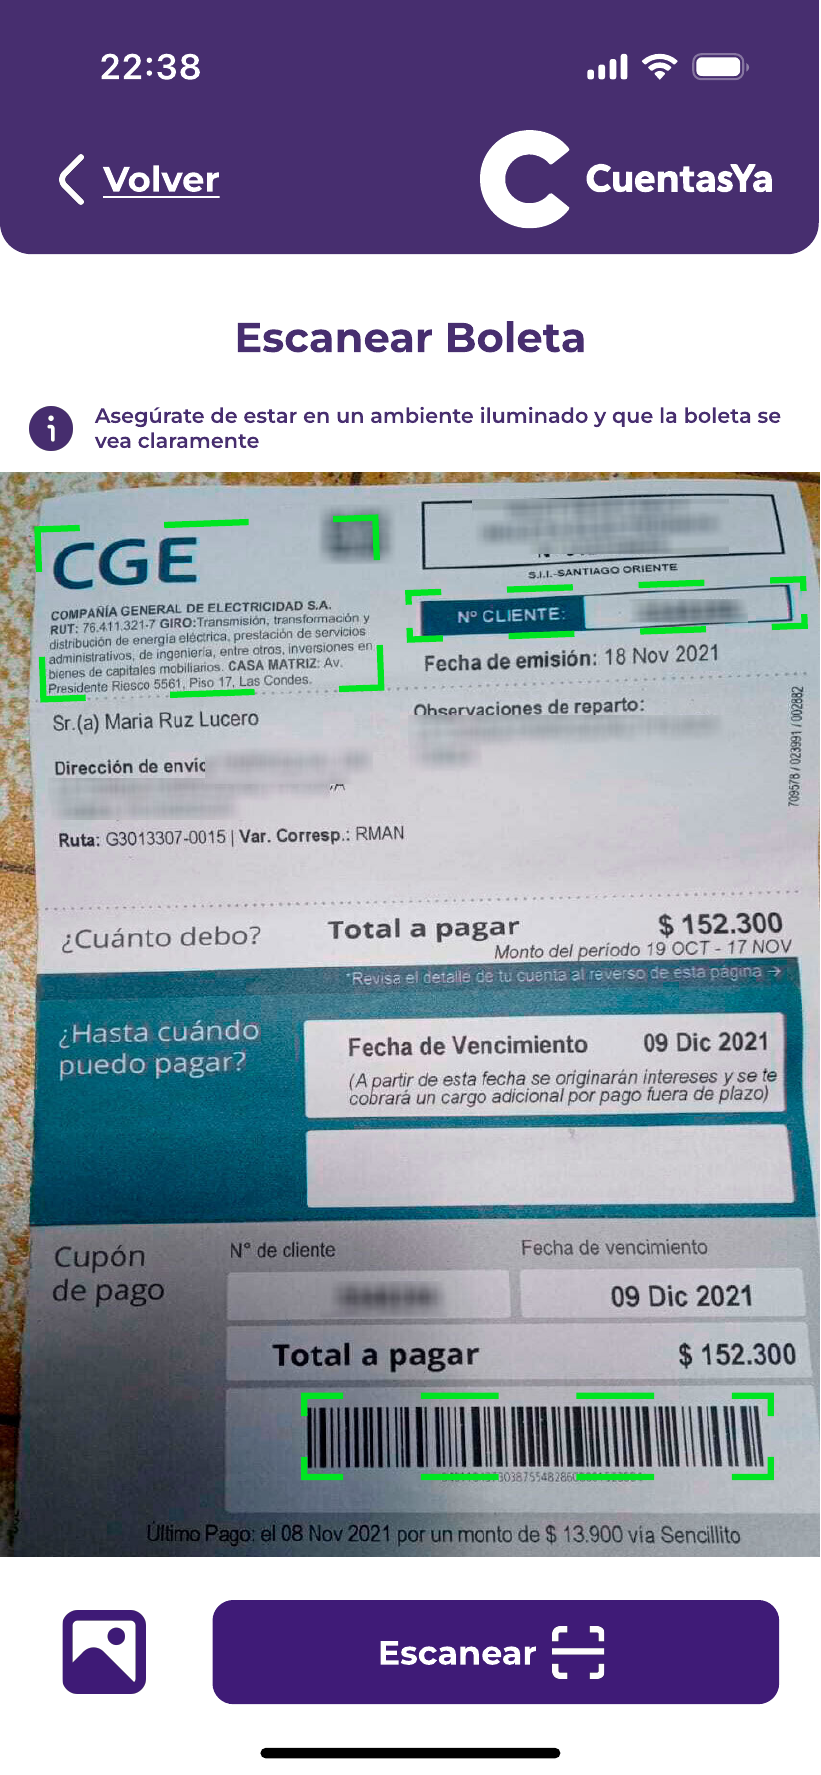 22:38
Volver
CuentasYa
Escanear Boleta
Asegúrate de estar en un ambiente iluminado y que la boleta se
vea claramente
CGE
COMPAÑÍA GENERAL DE ELECTRICIDAD S.A.
RUT: 76.411.321-7 GIRO:Transmisión, transformación y
distribución de energía eléctrica, prestación de servicios
administrativos, de ingeniería, entre otros, inversiones en
bienes de capitales mobiliarios. CASA MATRIZ: Av.
Presidente Riesco 5561, Piso 17, Las Condes.
S.I.I.-SANTIAGO ORIENTE
Nº CLIENTE:
Fecha de emisión: 18 Nov 2021
Sr.(a) Maria Ruz Lucero
Observaciones de reparto:
Dirección de envío
709578 / 023991 / 002882
Ruta: G3013307-0015 | Var. Corresp.: RMAN
¿Cuánto debo?
Total a pagar $ 152.300
Monto del período 19 OCT - 17 NOV
*Revisa el detalle de tu cuenta al reverso de esta página →
¿Hasta cuándo
puedo pagar?
Fecha de Vencimiento 09 Dic 2021
(A partir de esta fecha se originarán intereses y se te
cobrará un cargo adicional por pago fuera de plazo)
Cupón
de pago
N° de cliente
Fecha de vencimiento
09 Dic 2021
Total a pagar $ 152.300
Último Pago: el 08 Nov 2021 por un monto de $ 13.900 vía Sencillito
Escanear